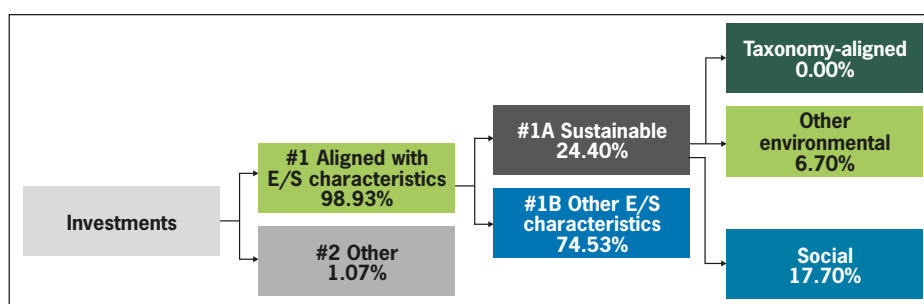 Investments
#1 Aligned with
E/S characteristics
98.93%
#2 Other
1.07%
#1A Sustainable
24.40%
#1B Other E/S
characteristics
74.53%
Taxonomy-aligned
0.00%
Other
environmental
6.70%
Social
17.70%